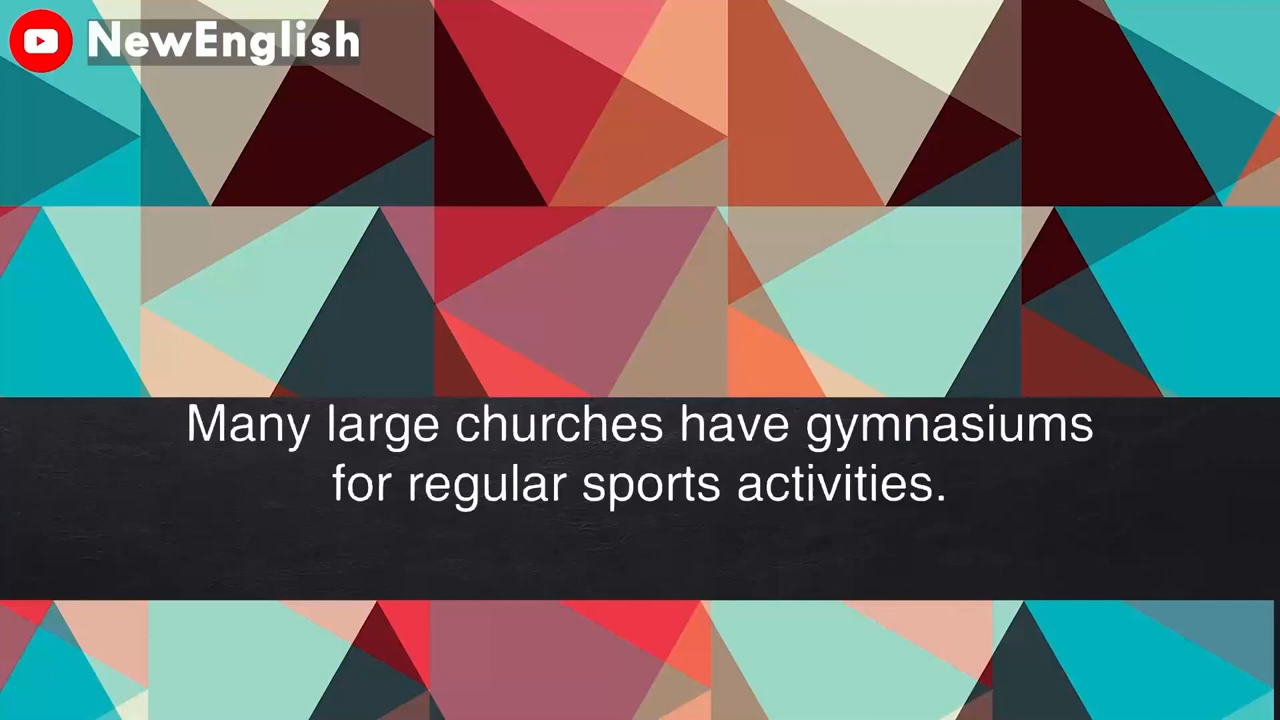 NewEnglish
Many large churches have gymnasiums
for regular sports activities.